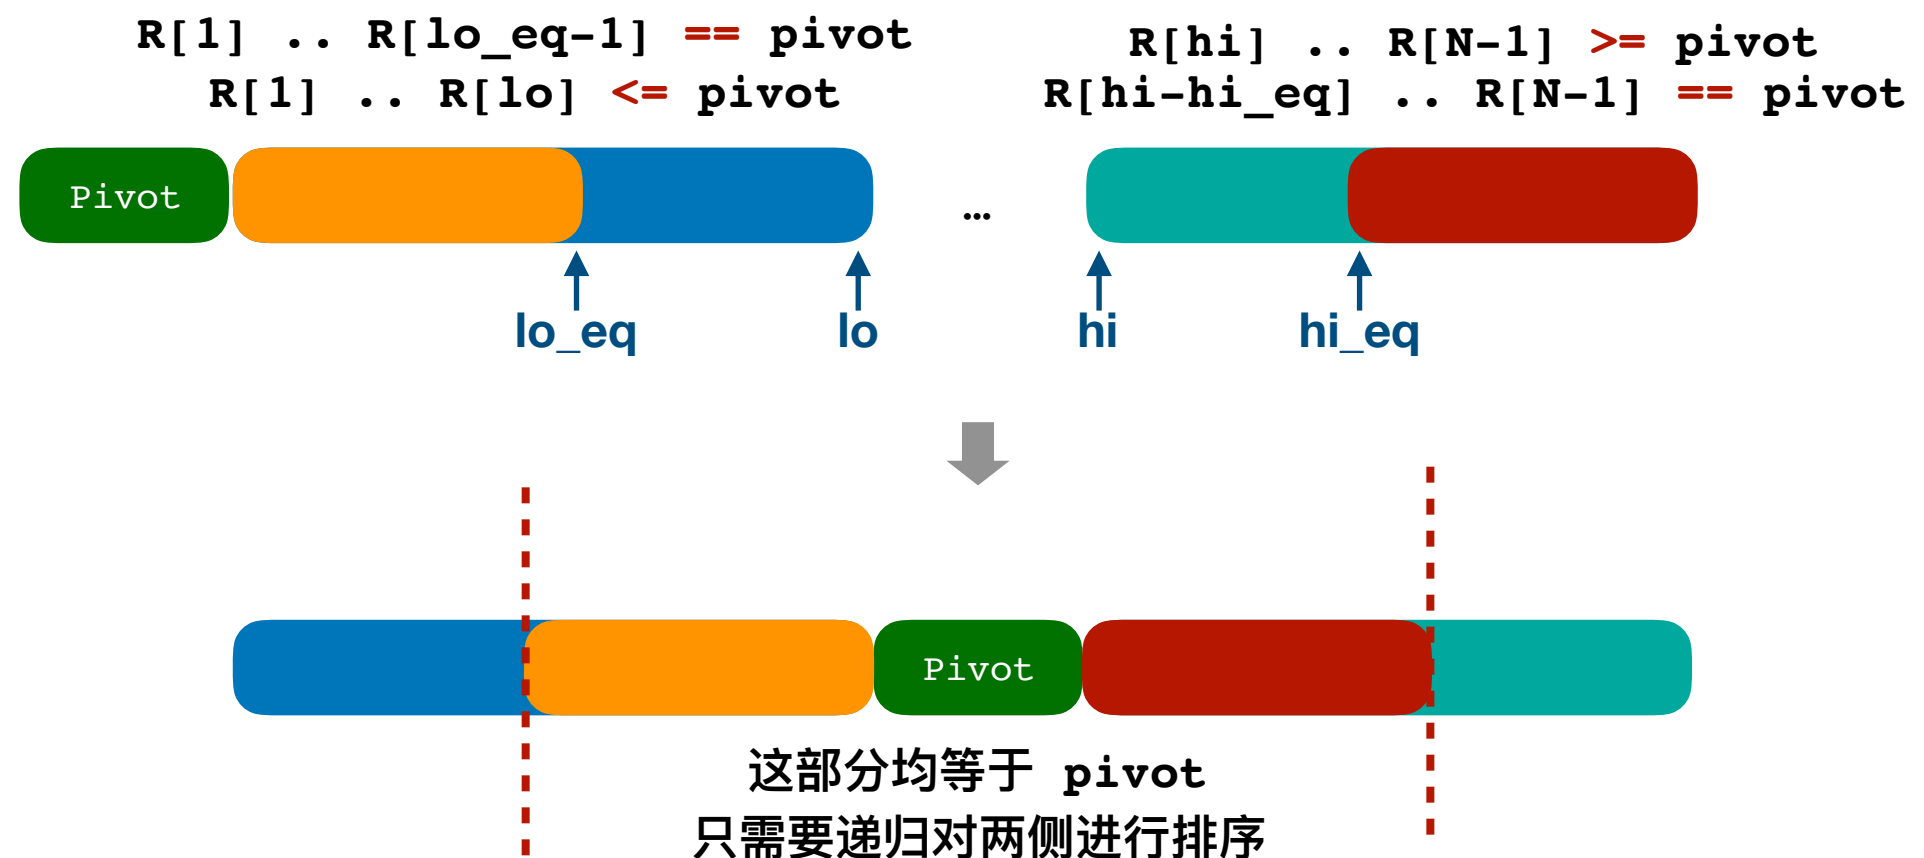 R[1] .. R[lo_eq-1] == pivot
R[1] .. R[lo] <= pivot
R[hi] .. R[N-1] >= pivot
R[hi-hi_eq] .. R[N-1] == pivot
Pivot
…
lo_eq
lo
hi
hi_eq
Pivot
这部分均等于 pivot
只需要递归对两侧进行排序